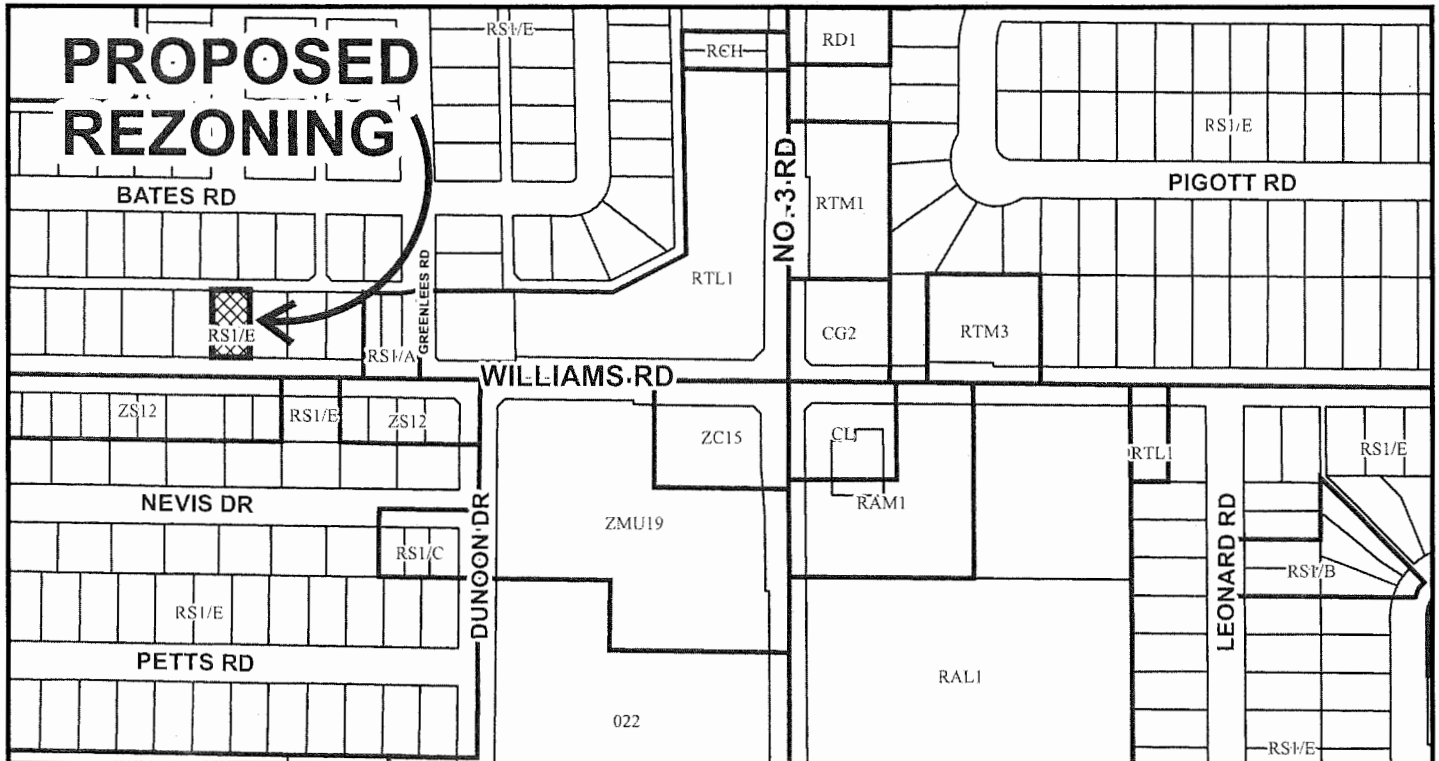 RS1/E
RCH
RD1
PROPOSED
REZONING
RS1/E
BATES RD
NO. 3 RD
RTM1
PIGOTT RD
GREENLEES RD
RTL1
RS1/E
RS1/A
CG2
RTM3
WILLIAMS RD
ZS12
RS1/E
ZS12
ZC15
CL
RTL1
RS1/E
NEVIS DR
DUNOON DR
ZMU19
RAM1
LEONARD RD
RS1/C
RS1/B
RS1/E
PETTS RD
RAL1
022
RS1/E